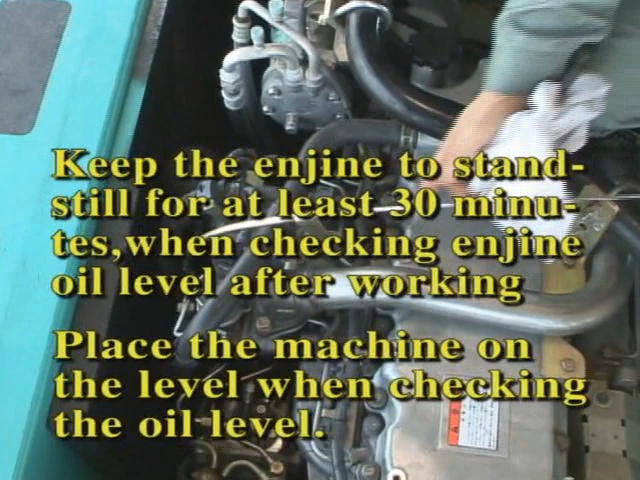 Keep the enjine to stand-
still for at least 30 minu-
tes,when checking enjine
oil level after working
Place the machine on
the level when checking
the oil level.